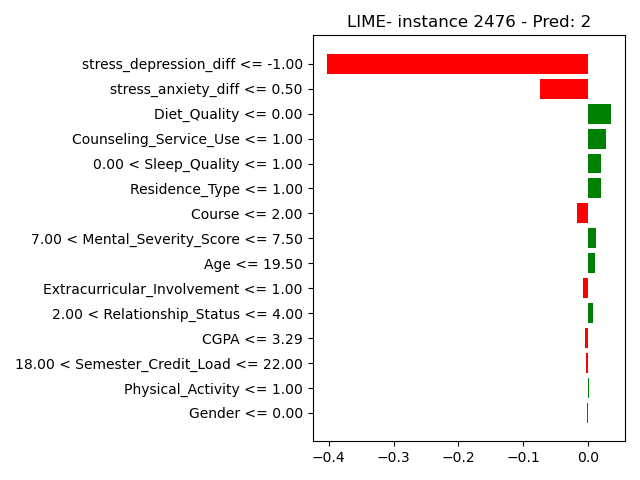 LIME- instance 2476 - Pred: 2
stress_depression_diff <= -1.00
stress_anxiety_diff <= 0.50
Diet_Quality <= 0.00
Counseling_Service_Use <= 1.00
0.00 < Sleep_Quality <= 1.00
Residence_Type <= 1.00
Course <= 2.00
7.00 < Mental_Severity_Score <= 7.50
Age <= 19.50
Extracurricular_Involvement <= 1.00
2.00 < Relationship_Status <= 4.00
CGPA <= 3.29
18.00 < Semester_Credit_Load <= 22.00
Physical_Activity <= 1.00
Gender <= 0.00
−0.4 −0.3 −0.2 −0.1 0.0